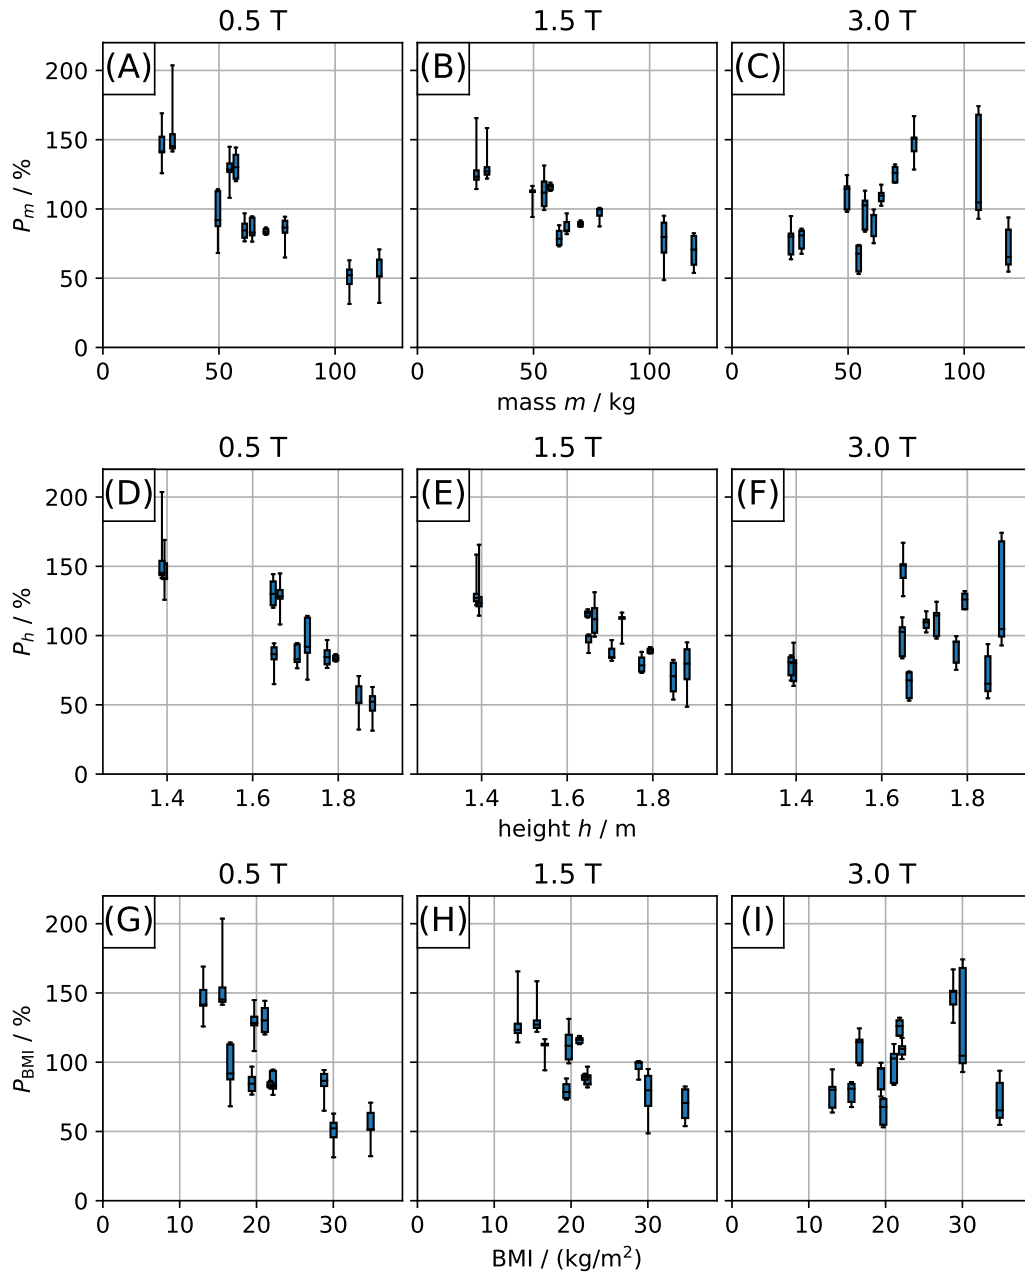 0.5 T 1.5 T 3.0 T
(A) (B) (C)
200
150
100
50
0
P_m / %
0 50 100 0 50 100 0 50 100
mass m / kg
0.5 T 1.5 T 3.0 T
(D) (E) (F)
200
150
100
50
0
P_h / %
1.4 1.6 1.8 1.4 1.6 1.8 1.4 1.6 1.8
height h / m
0.5 T 1.5 T 3.0 T
(G) (H) (I)
200
150
100
50
0
P_BMI / %
0 10 20 30 0 10 20 30 0 10 20 30
BMI / (kg/m²)